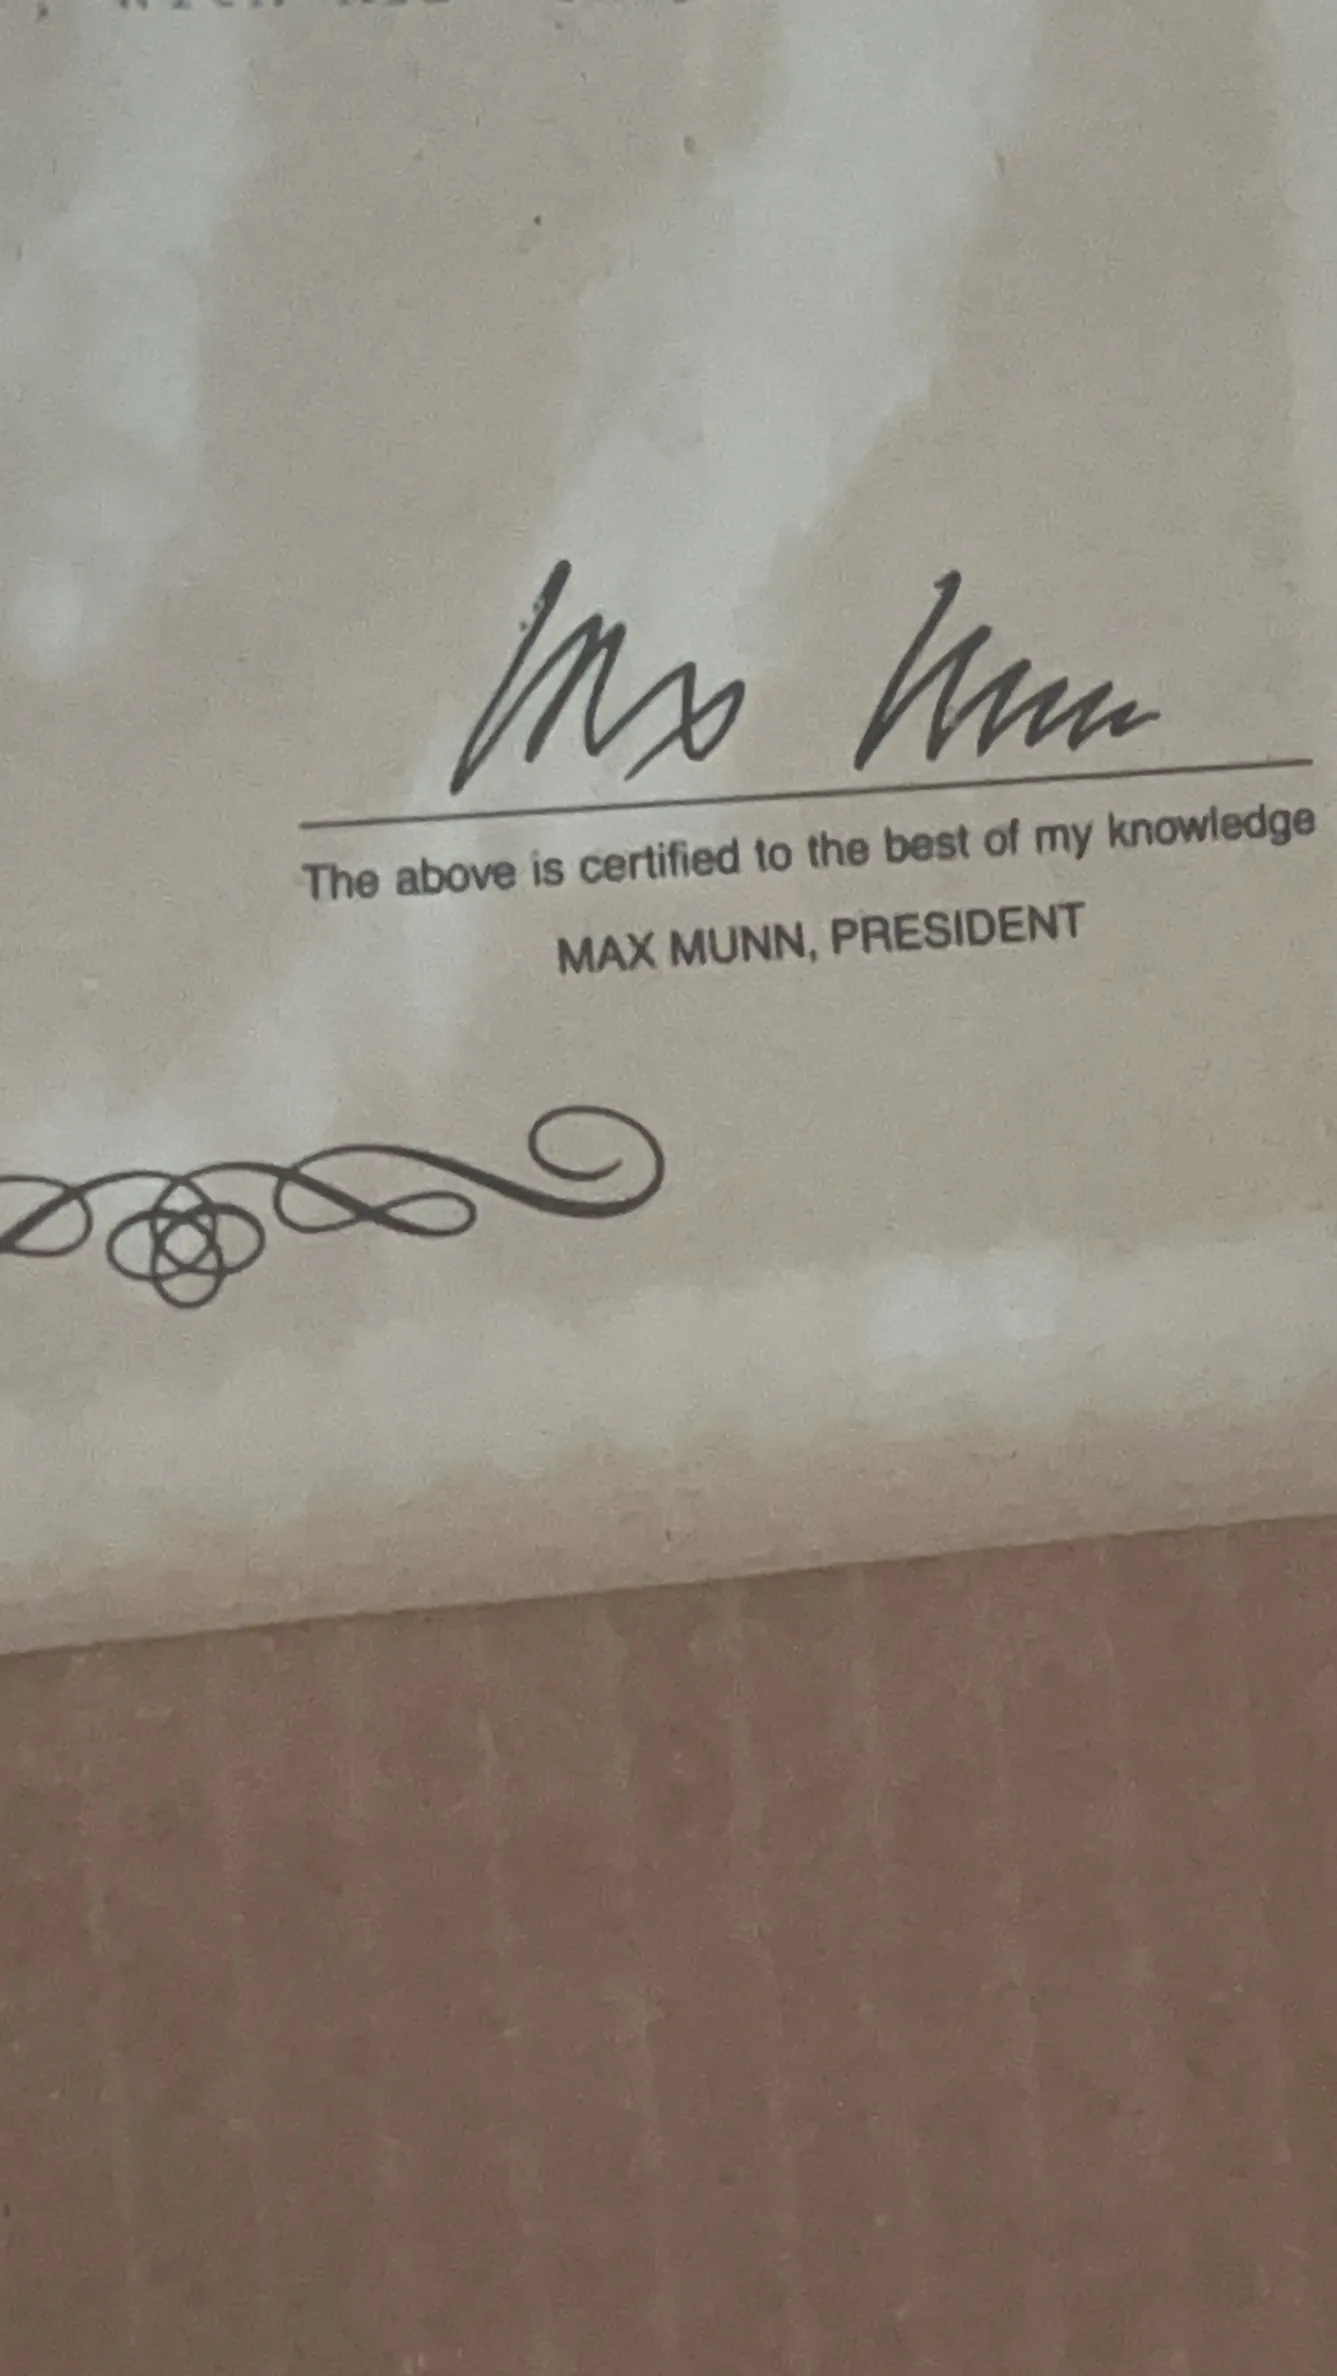 Max Munn
The above is certified to the best of my knowledge
MAX MUNN, PRESIDENT